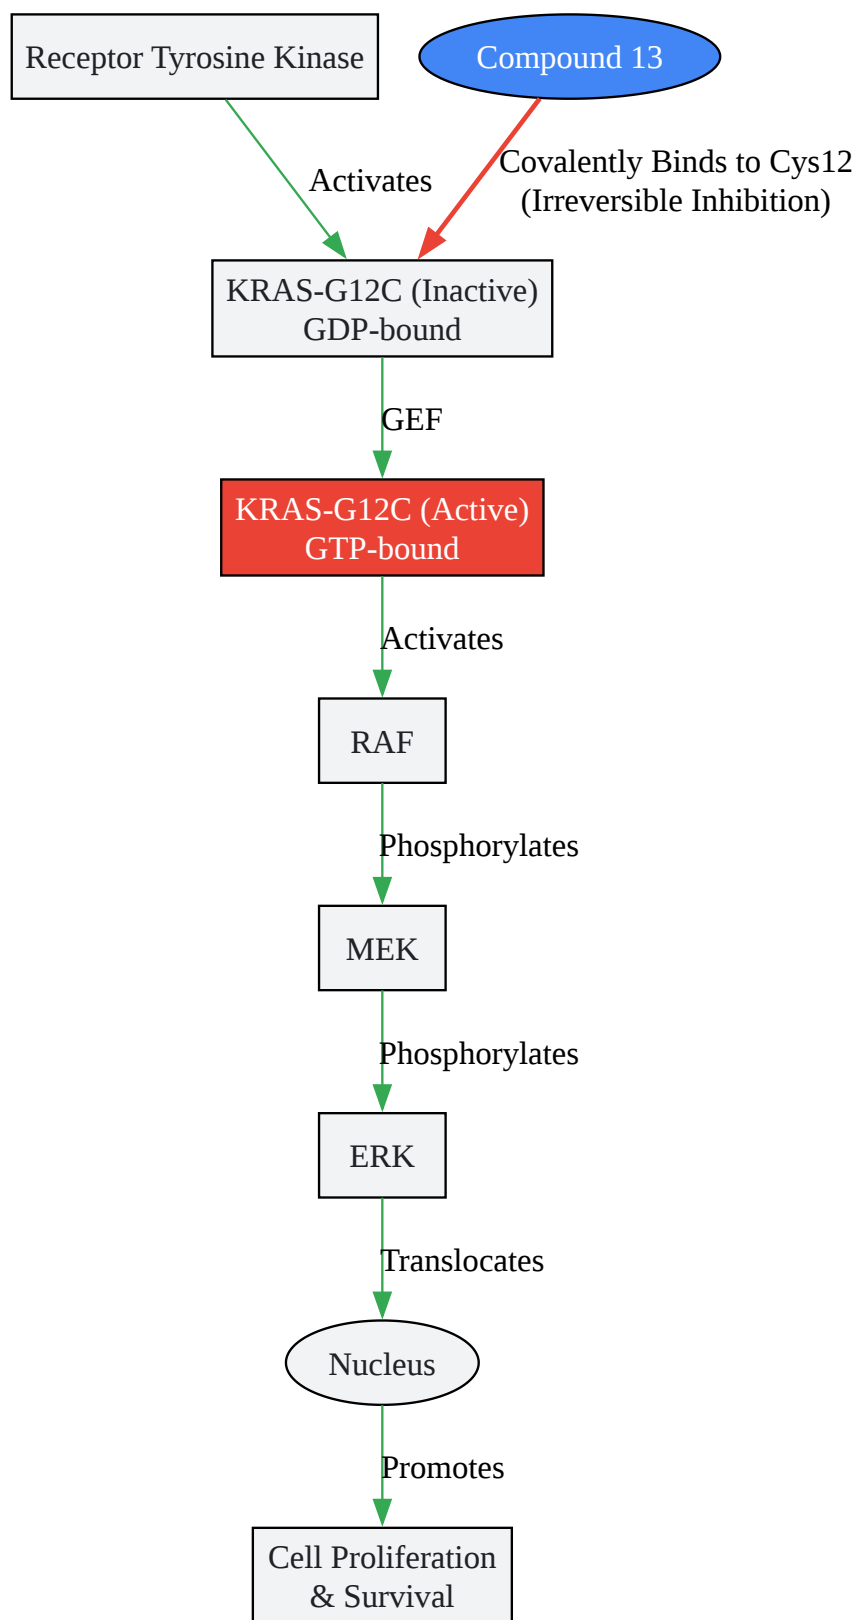 Receptor Tyrosine Kinase
Compound 13
Activates
Covalently Binds to Cys12
(Irreversible Inhibition)
KRAS-G12C (Inactive)
GDP-bound
GEF
KRAS-G12C (Active)
GTP-bound
Activates
RAF
Phosphorylates
MEK
Phosphorylates
ERK
Translocates
Nucleus
Promotes
Cell Proliferation
& Survival